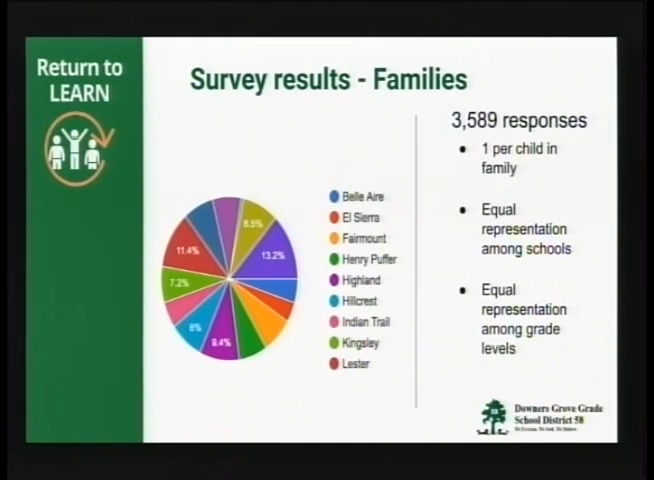 Return to
LEARN
Survey results - Families
3,589 responses
1 per child in
family
Equal
representation
among schools
Equal
representation
among grade
levels
8.5%
13.2%
11.4%
7.2%
8%
9.4%
Belle Aire
El Sierra
Fairmount
Henry Puffer
Highland
Hillcrest
Indian Trail
Kingsley
Lester
Downers Grove Grade
School District 58